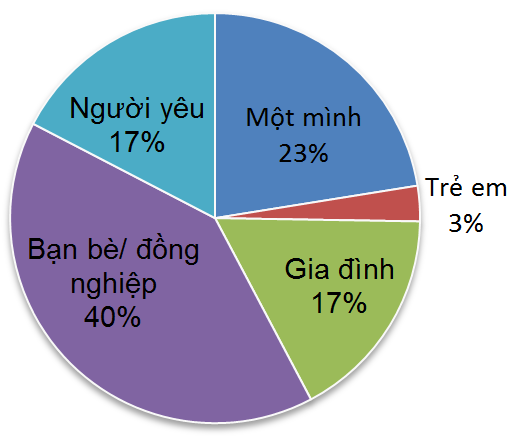 Người yêu
17%
Một mình
23%
Trẻ em
3%
Gia đình
17%
Bạn bè/ đồng
nghiệp
40%